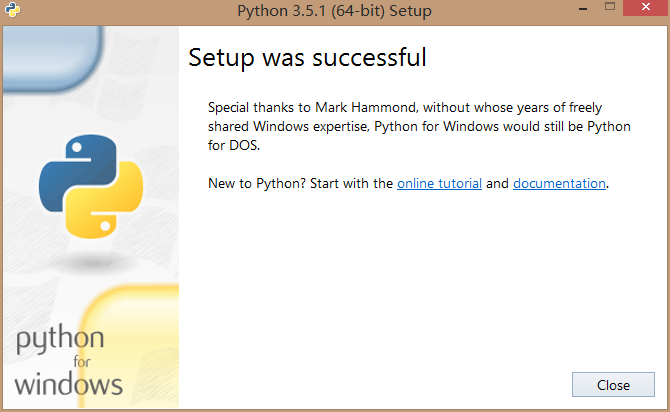 Python 3.5.1 (64-bit) Setup
Setup was successful
Special thanks to Mark Hammond, without whose years of freely
shared Windows expertise, Python for Windows would still be Python
for DOS.
New to Python? Start with the online tutorial and documentation.
python
for
windows
Close